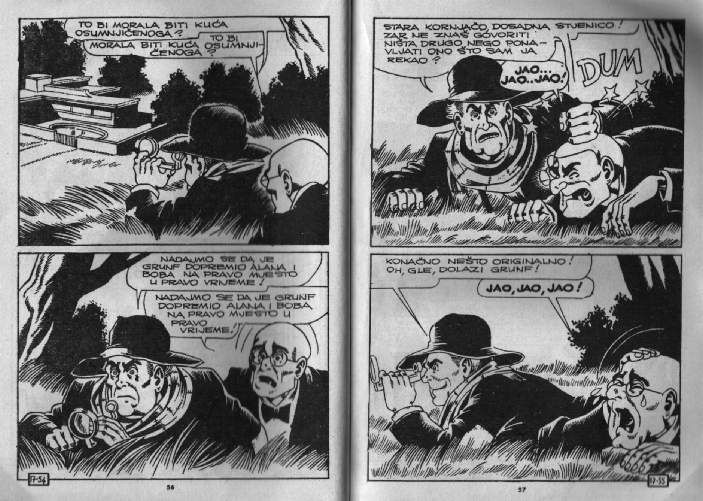 TO BI MORALA BITI KUĆA
OSUMNJIČENOGA?
TO BI
MORALA BITI KUĆA OSUMNJI-
ČENOGA?
NADAJMO SE DA JE
GRUNF DOPREMIO ALANA I
BOBA NA PRAVO MJESTO
U PRAVO VRIJEME!
NADAJMO SE DA JE GRUNF
DOPREMIO ALANA I BOBA
NA PRAVO MJESTO U
PRAVO
VRIJEME!
17-54
56
STARA KORNJAČO, DOSADNA STJENICO!
ZAR NE ZNAŠ GOVORITI
NIŠTA DRUGO NEGO PONA-
VLJATI ONO ŠTO SAM JA
REKAO?
JAO...
JAO..JAO!
DUM
KONAČNO NEŠTO ORIGINALNO!
OH, GLE, DOLAZI GRUNF!
JAO, JAO, JAO!
57
17-55